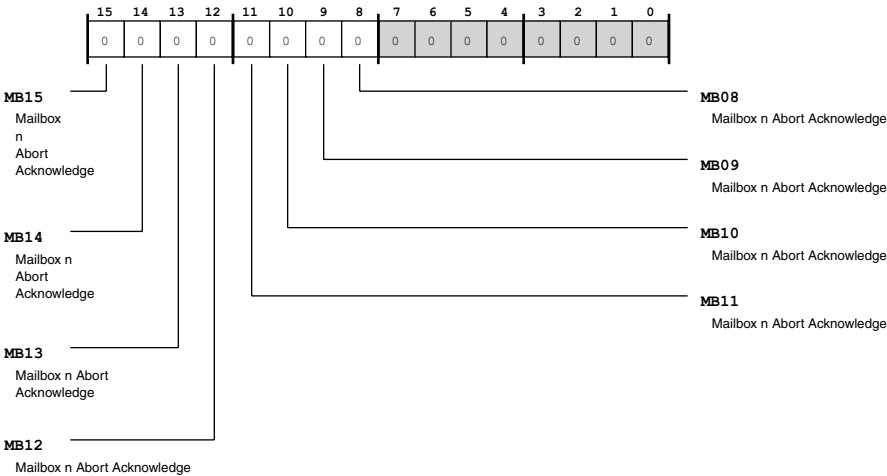 15 14 13 12 11 10 9 8 7 6 5 4 3 2 1 0
0 0 0 0 0 0 0 0 0 0 0 0 0 0 0 0
MB15
Mailbox
n
Abort
Acknowledge
MB14
Mailbox n
Abort
Acknowledge
MB13
Mailbox n Abort
Acknowledge
MB12
Mailbox n Abort Acknowledge
MB08
Mailbox n Abort Acknowledge
MB09
Mailbox n Abort Acknowledge
MB10
Mailbox n Abort Acknowledge
MB11
Mailbox n Abort Acknowledge